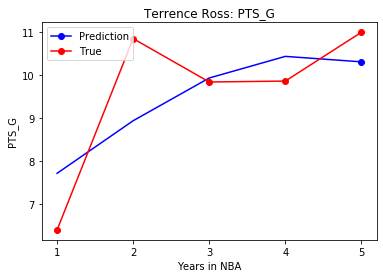 Terrence Ross: PTS_G
Prediction
True
11
10
9
8
7
PTS_G
1 2 3 4 5
Years in NBA